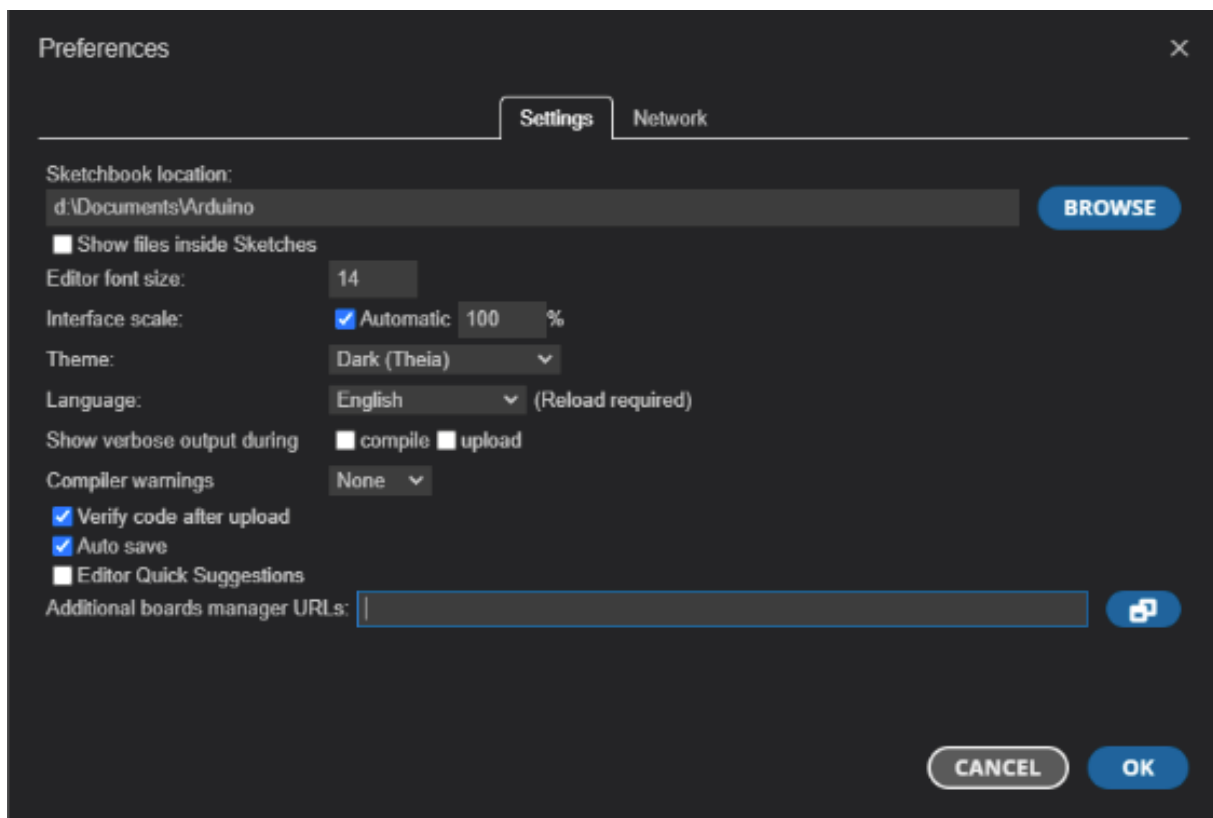 Preferences
Settings Network
Sketchbook location:
d:\Documents\Arduino BROWSE
Show files inside Sketches
Editor font size: 14
Interface scale: Automatic 100 %
Theme: Dark (Theia)
Language: English (Reload required)
Show verbose output during compile upload
Compiler warnings None
Verify code after upload
Auto save
Editor Quick Suggestions
Additional boards manager URLs:
CANCEL OK